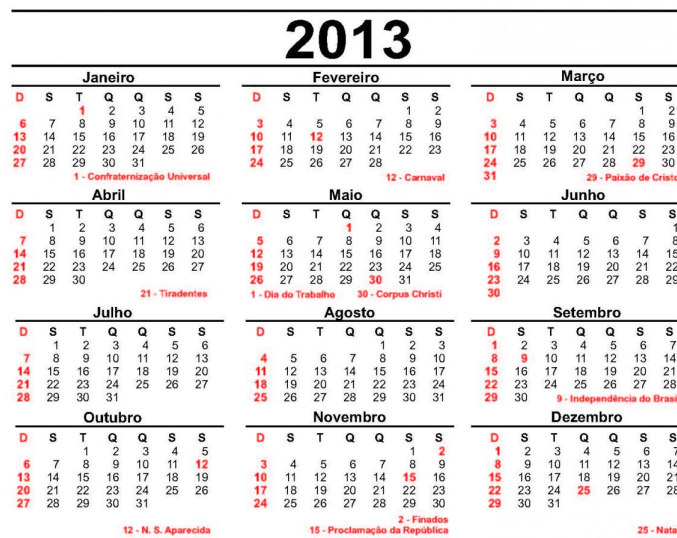 2013
Janeiro
D S T Q Q S S
1 2 3 4 5
6 7 8 9 10 11 12
13 14 15 16 17 18 19
20 21 22 23 24 25 26
27 28 29 30 31
1 - Confraternização Universal
Fevereiro
D S T Q Q S S
1 2
3 4 5 6 7 8 9
10 11 12 13 14 15 16
17 18 19 20 21 22 23
24 25 26 27 28
12 - Carnaval
Março
D S T Q Q S S
1 2
3 4 5 6 7 8 9
10 11 12 13 14 15 16
17 18 19 20 21 22 23
24 25 26 27 28 29 30
31
29 - Paixão de Cristo
Abril
D S T Q Q S S
1 2 3 4 5 6
7 8 9 10 11 12 13
14 15 16 17 18 19 20
21 22 23 24 25 26 27
28 29 30
21 - Tiradentes
Maio
D S T Q Q S S
1 2 3 4
5 6 7 8 9 10 11
12 13 14 15 16 17 18
19 20 21 22 23 24 25
26 27 28 29 30 31
1 - Dia do Trabalho 30 - Corpus Christi
Junho
D S T Q Q S S
1
2 3 4 5 6 7 8
9 10 11 12 13 14 15
16 17 18 19 20 21 22
23 24 25 26 27 28 29
30
Julho
D S T Q Q S S
1 2 3 4 5 6
7 8 9 10 11 12 13
14 15 16 17 18 19 20
21 22 23 24 25 26 27
28 29 30 31
Agosto
D S T Q Q S S
1 2 3
4 5 6 7 8 9 10
11 12 13 14 15 16 17
18 19 20 21 22 23 24
25 26 27 28 29 30 31
Setembro
D S T Q Q S S
1 2 3 4 5 6 7
8 9 10 11 12 13 14
15 16 17 18 19 20 21
22 23 24 25 26 27 28
29 30
9 - Independência do Brasi
Outubro
D S T Q Q S S
1 2 3 4 5
6 7 8 9 10 11 12
13 14 15 16 17 18 19
20 21 22 23 24 25 26
27 28 29 30 31
12 - N. S. Aparecida
Novembro
D S T Q Q S S
1 2
3 4 5 6 7 8 9
10 11 12 13 14 15 16
17 18 19 20 21 22 23
24 25 26 27 28 29 30
2 - Finados
15 - Proclamação da República
Dezembro
D S T Q Q S S
1 2 3 4 5 6 7
8 9 10 11 12 13 14
15 16 17 18 19 20 21
22 23 24 25 26 27 28
29 30 31
25 - Nata